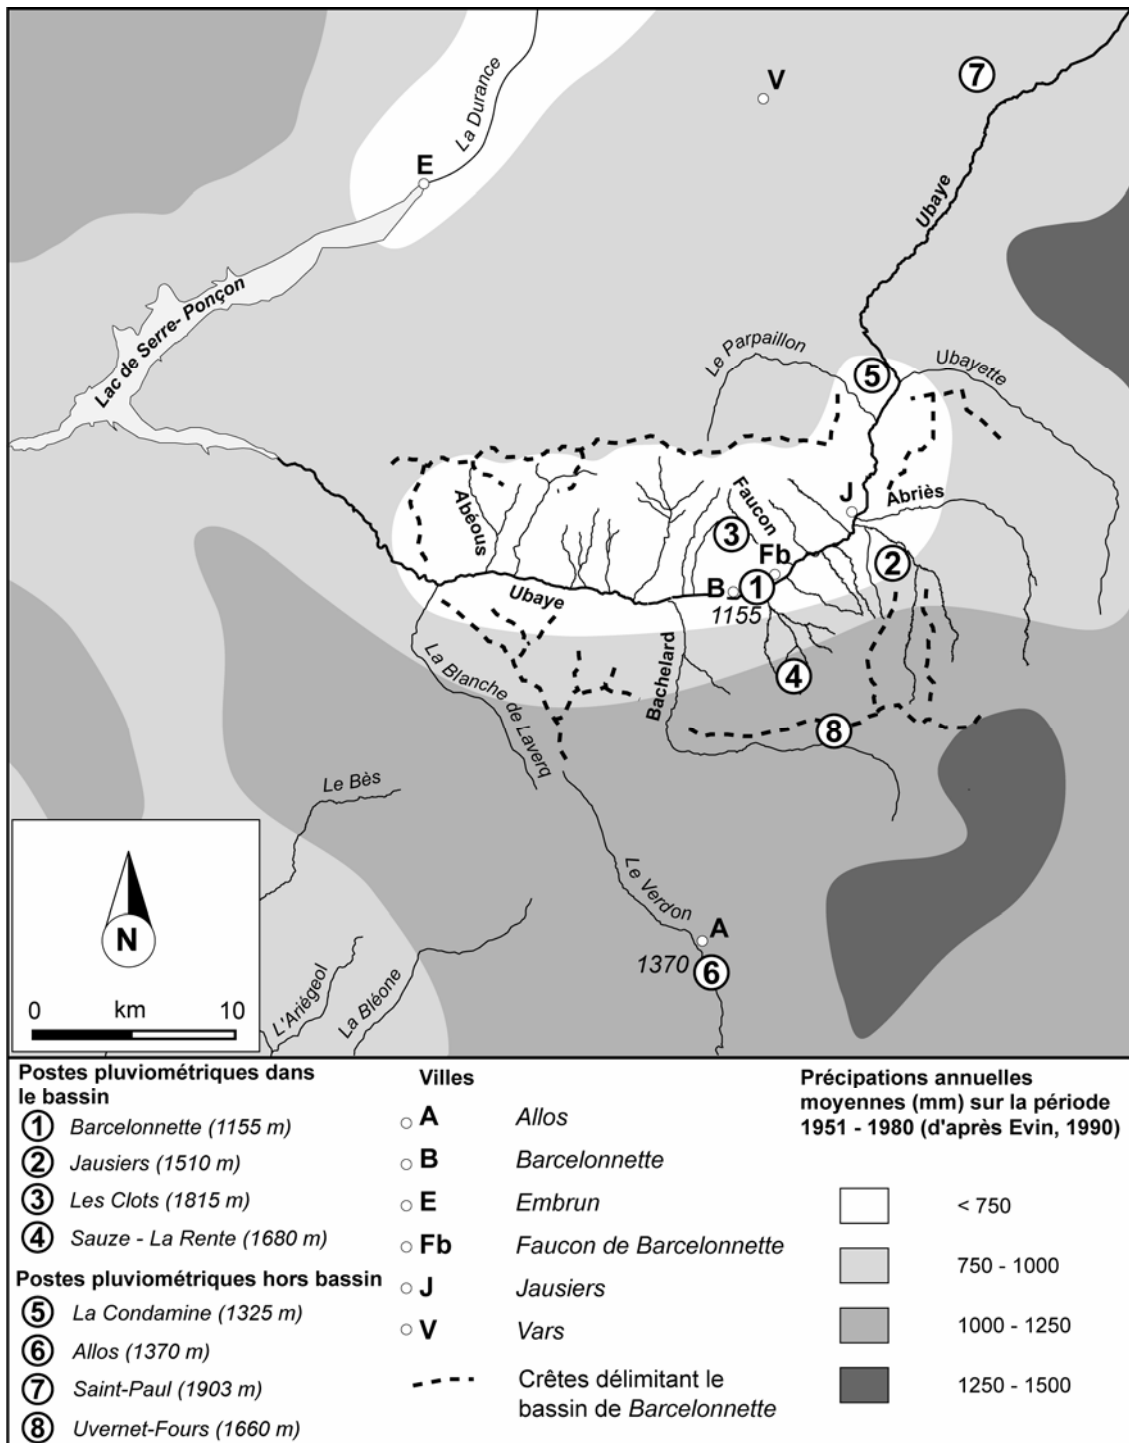 V
7
La Durance
E
Ubaye
Lac de Serre- Ponçon
Le Parpaillon
5
Ubayette
Abéous
Faucon
J
Abriès
3
Fb
2
Ubaye
B
1
1155
La Blanche de Laverq
Bachelard
4
8
Le Bès
Le Verdon
A
1370
6
N
L'Ariégeol
La Bléone
0 km 10
Postes pluviométriques dans
le bassin
1 Barcelonnette (1155 m)
2 Jausiers (1510 m)
3 Les Clots (1815 m)
4 Sauze - La Rente (1680 m)
Postes pluviométriques hors bassin
5 La Condamine (1325 m)
6 Allos (1370 m)
7 Saint-Paul (1903 m)
8 Uvernet-Fours (1660 m)
Villes
A Allos
B Barcelonnette
E Embrun
Fb Faucon de Barcelonnette
J Jausiers
V Vars
Crêtes délimitant le
bassin de Barcelonnette
Précipations annuelles
moyennes (mm) sur la période
1951 - 1980 (d'après Evin, 1990)
< 750
750 - 1000
1000 - 1250
1250 - 1500